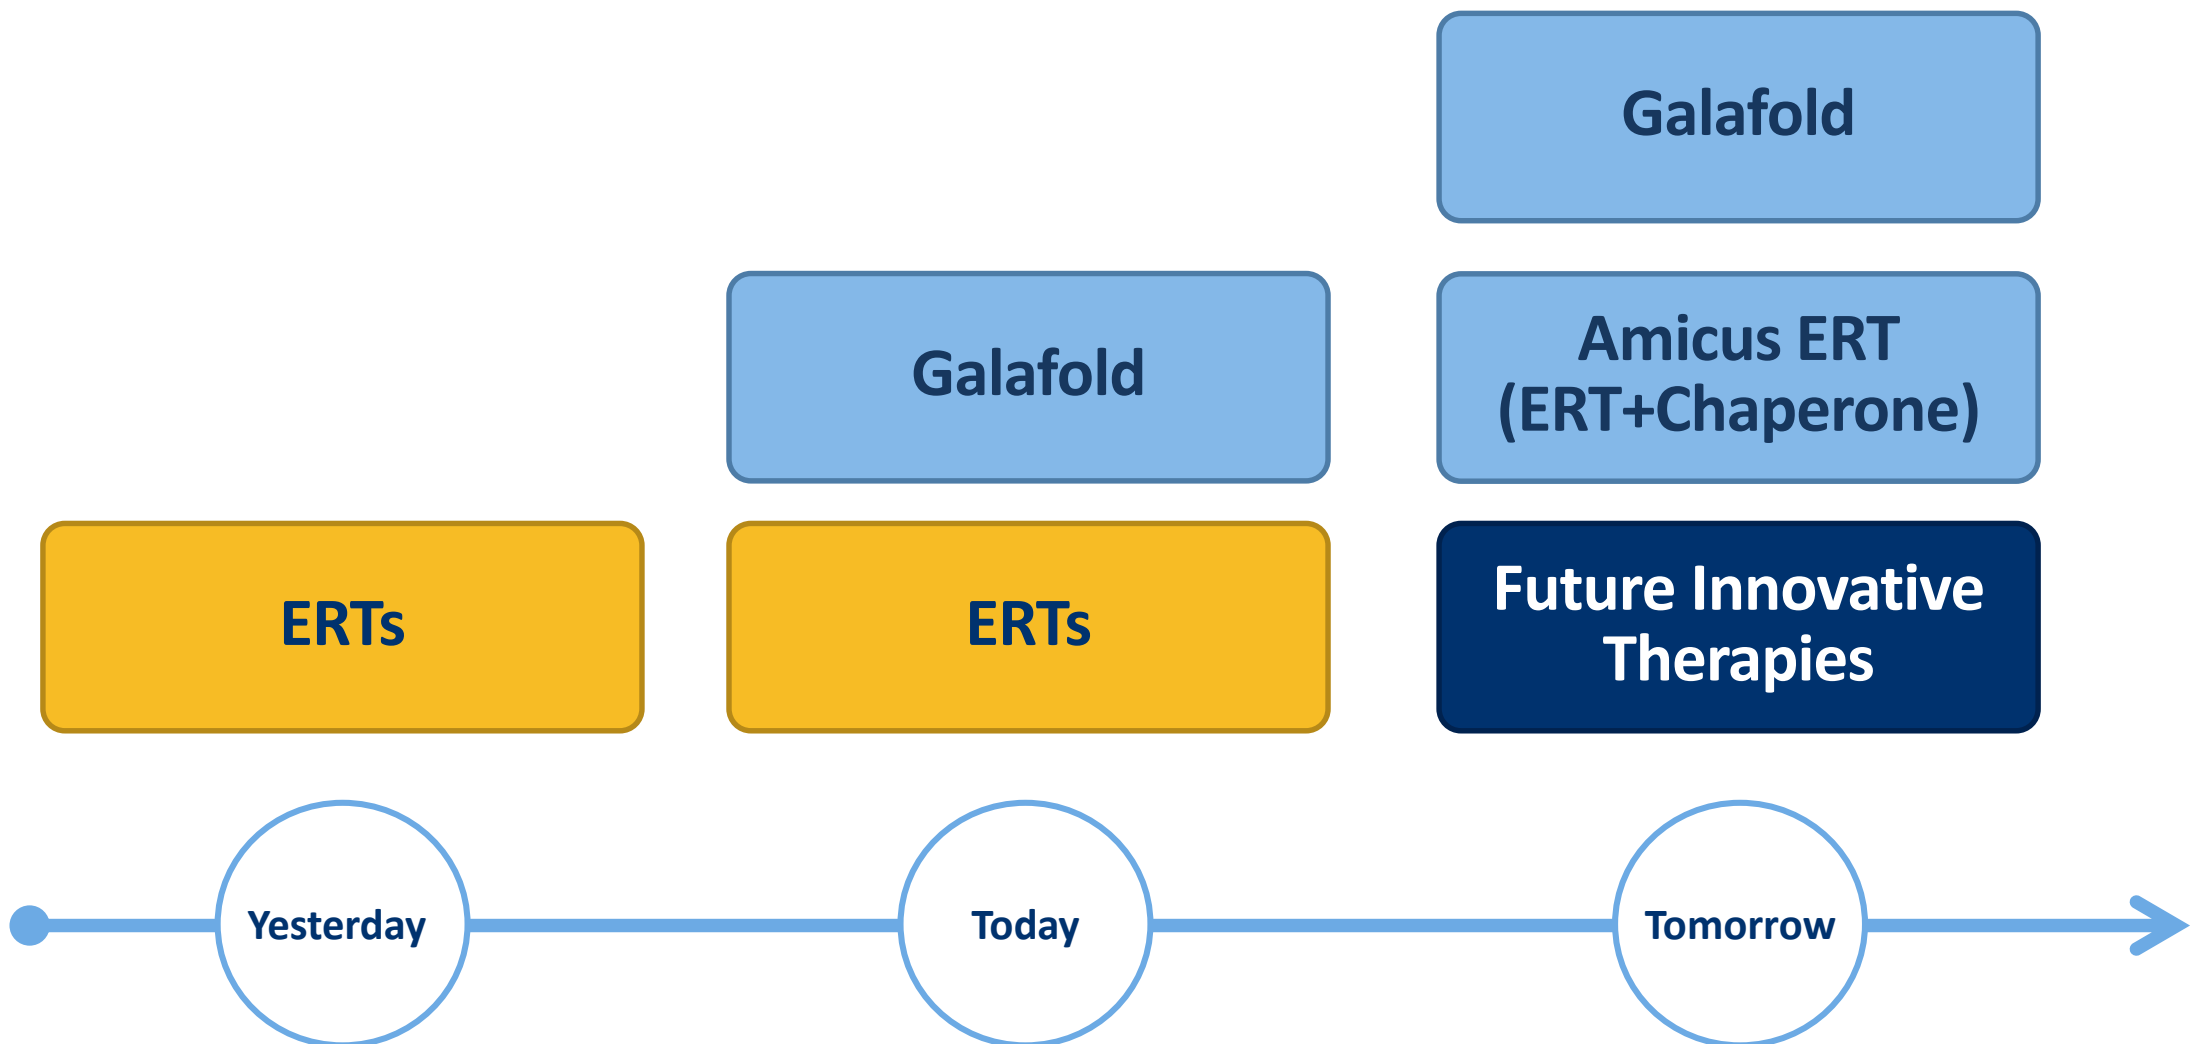 Galafold
Galafold
Amicus ERT
(ERT+Chaperone)
ERTs
ERTs
Future Innovative
Therapies
Yesterday
Today
Tomorrow